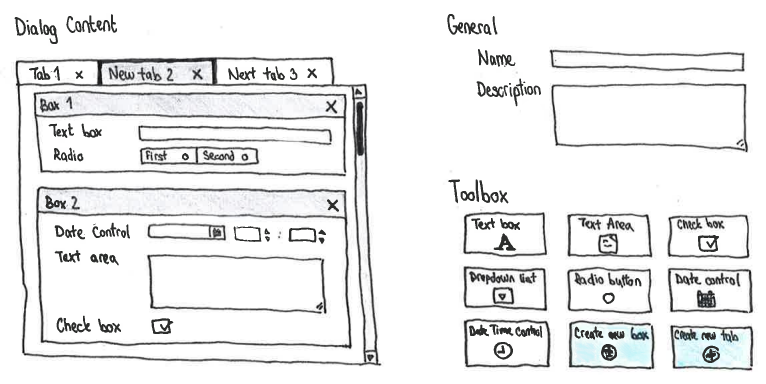 Dialog Content
Tab 1 x
New tab 2 x
Next tab 3 x
Box 1 X
Text box
Radio
First
Second
Box 2 X
Date Control
:
Text area
Check box
General
Name
Description
Toolbox
Text box
A
Text Area
Check box
Dropdown list
Radio button
Date control
Date Time Control
Create new box
Create new tab